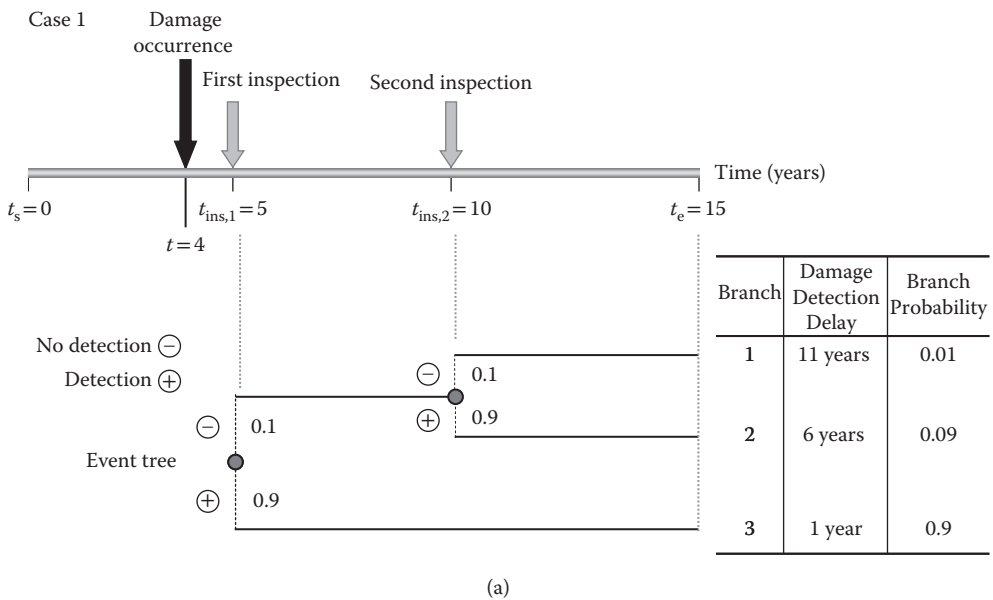 Case 1
Damage
occurrence
First inspection
Second inspection
Time (years)
tₛ = 0
t = 4
t_ins,1 = 5
t_ins,2 = 10
tₑ = 15
No detection −
Detection +
Event tree
−
0.1
+
0.9
−
0.1
+
0.9
Branch
Damage
Detection
Delay
Branch
Probability
1 11 years 0.01
2 6 years 0.09
3 1 year 0.9
(a)